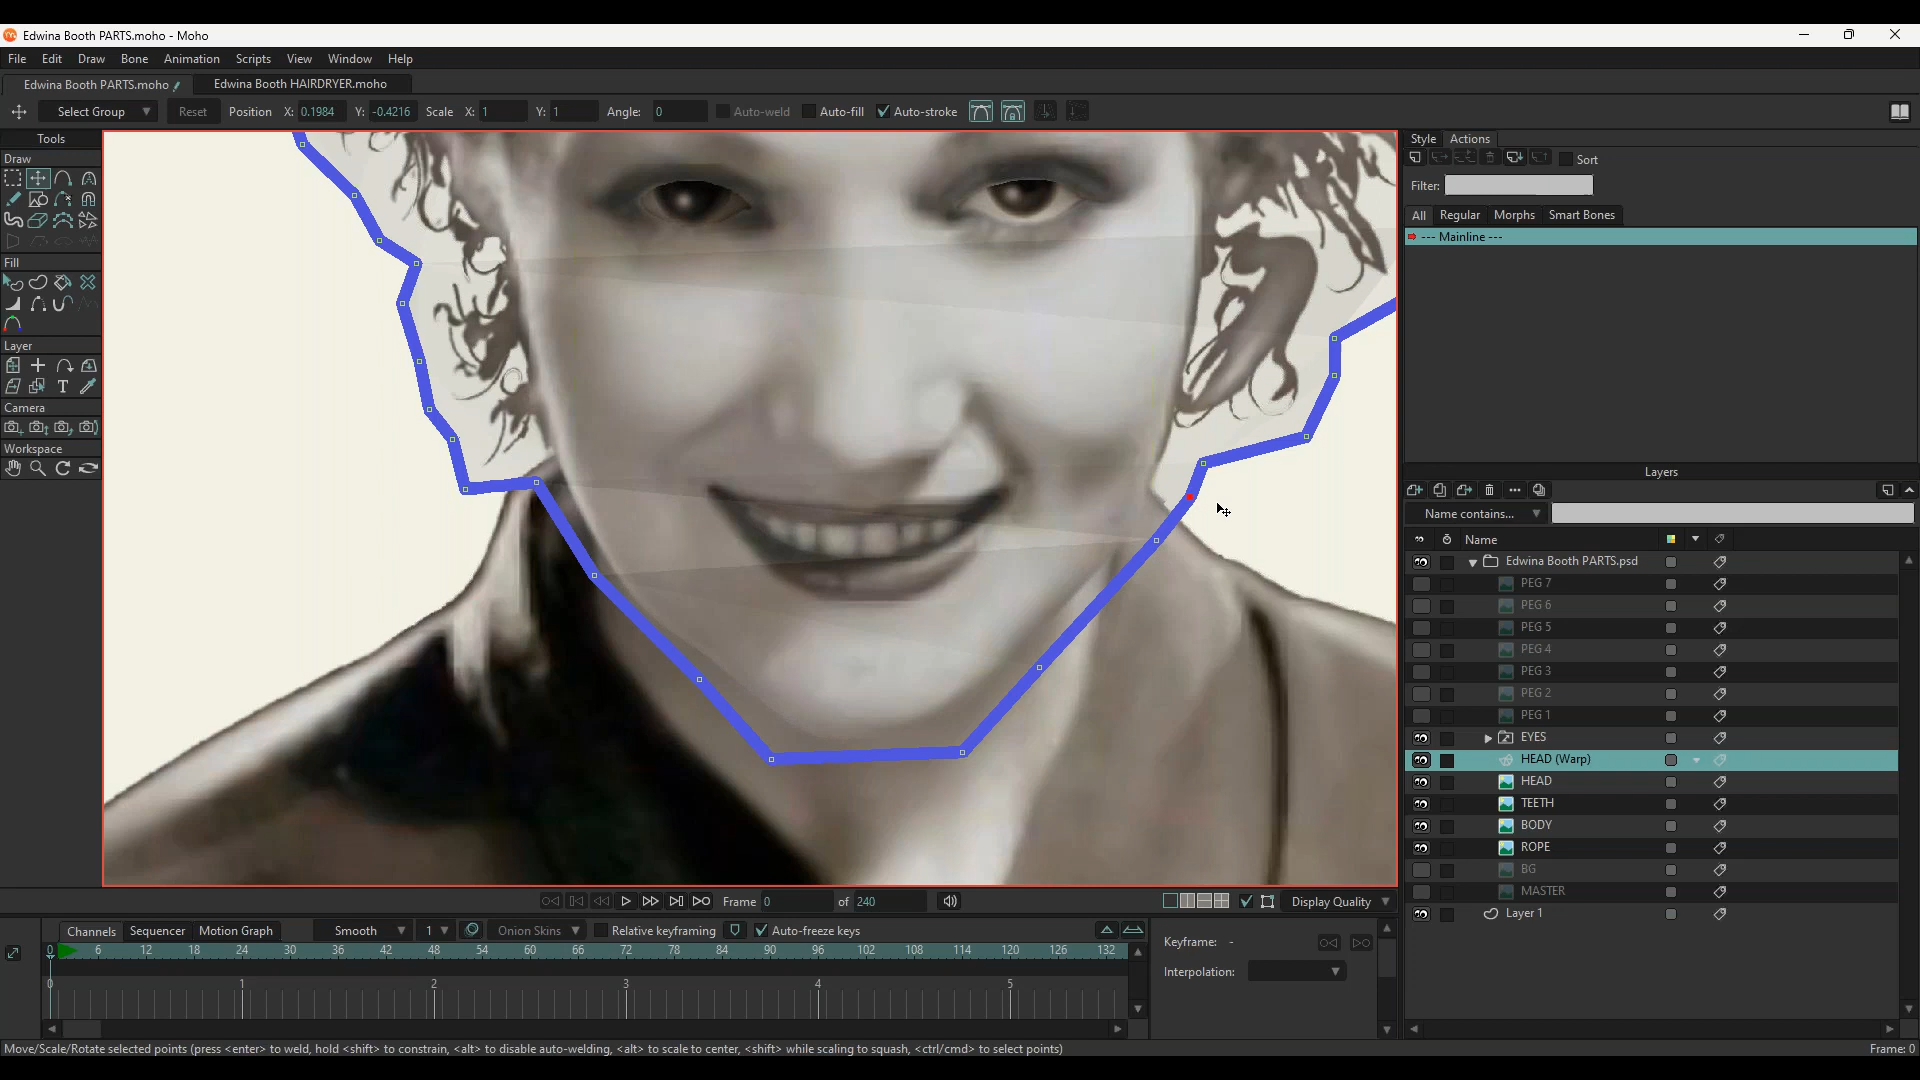 Edwina Booth PARTS.moho - Moho
File Edit Draw Bone Animation Scripts View Window Help
Edwina Booth PARTS.moho Edwina Booth HAIRDRYER.moho
Select Group Reset Position X: 0.1984 Y: -0.4216 Scale X: 1 Y: 1 Angle: 0 Auto-weld Auto-fill Auto-stroke
Tools
Draw
Fill
Layer
Camera
Workspace
Style Actions
Sort
Filter:
All Regular Morphs Smart Bones
--- Mainline ---
Layers
Name contains...
Name
Edwina Booth PARTS.psd
PEG 7
PEG 6
PEG 5
PEG 4
PEG 3
PEG 2
PEG 1
EYES
HEAD (Warp)
HEAD
TEETH
BODY
ROPE
BG
MASTER
Layer 1
Frame 0 of 240 Display Quality
Channels Sequencer Motion Graph Smooth 1 Onion Skins Relative keyframing Auto-freeze keys
0 6 12 18 24 30 36 42 48 54 60 66 72 78 84 90 96 102 108 114 120 126 132
0 1 2 3 4 5
Keyframe: -
Interpolation:
Move/Scale/Rotate selected points (press <enter> to weld, hold <shift> to constrain, <alt> to disable auto-welding, <alt> to scale to center, <shift> while scaling to squash, <ctrl/cmd> to select points) Frame: 0